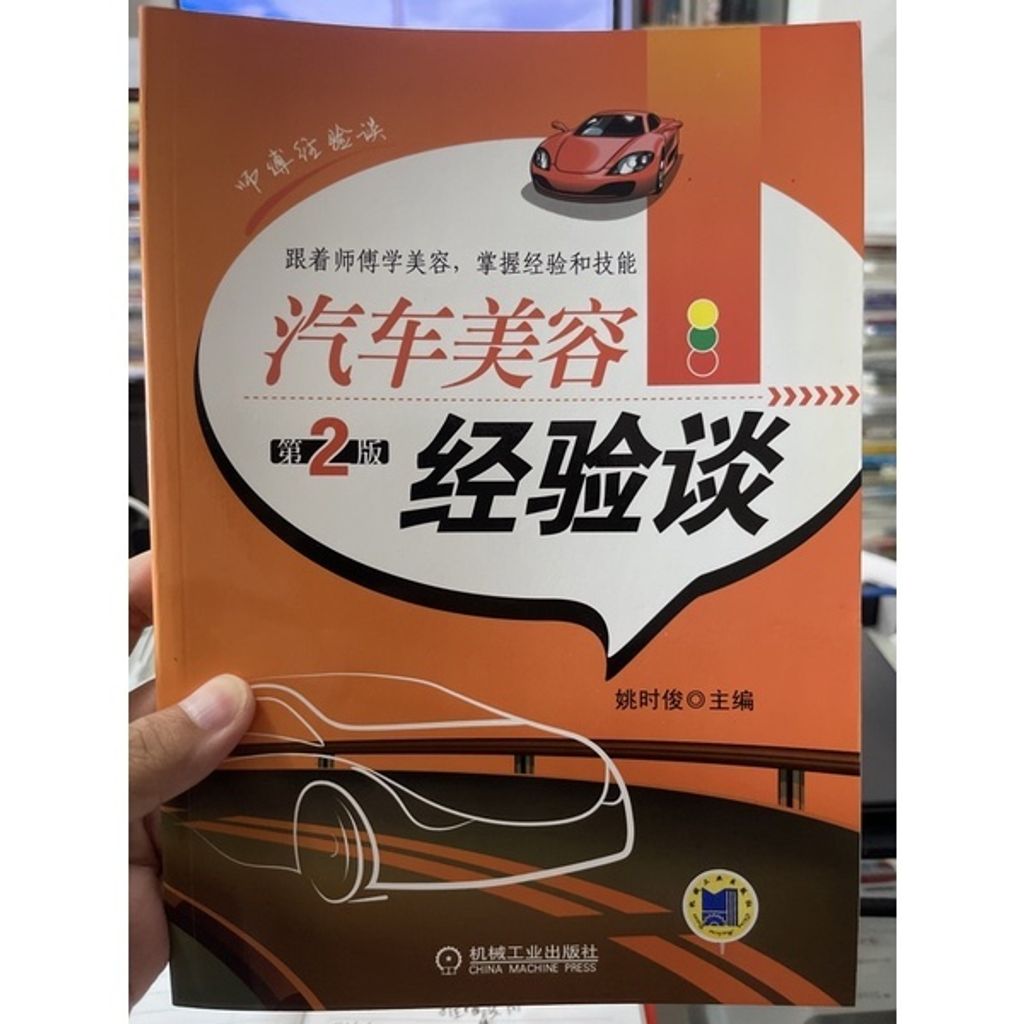 师傅经验谈
跟着师傅学美容，掌握经验和技能
汽车美容
第2版
经验谈
姚时俊◎主编
机械工业出版社
CHINA MACHINE PRESS